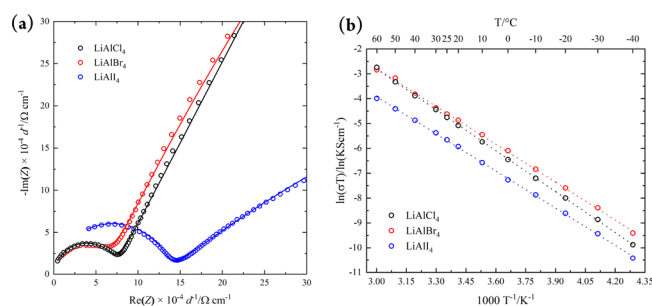 (a)
30
25
20
15
10
5
0
-Im(Z) × 10⁻⁴ d⁻¹/Ω cm⁻¹
LiAlCl₄
LiAlBr₄
LiAlI₄
0 5 10 15 20 25 30
Re(Z) × 10⁻⁴ d⁻¹/Ω cm⁻¹
(b)
T/°C
60 50 40 30 25 20 10 0 -10 -20 -30 -40
-2
-3
-4
-5
-6
-7
-8
-9
-10
-11
ln(σT)/ln(KScm⁻¹)
LiAlCl₄
LiAlBr₄
LiAlI₄
3.00 3.15 3.30 3.45 3.60 3.75 3.90 4.05 4.20 4.35
1000 T⁻¹/K⁻¹